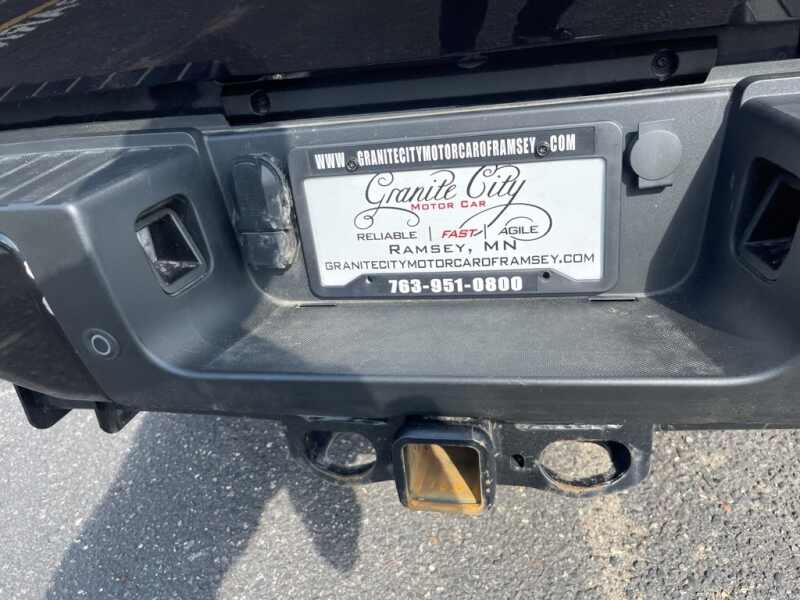 WWW.GRANITECITYMOTORCAROFRAMSEY.COM
Granite City
MOTOR CAR
RELIABLE | FAST | AGILE
RAMSEY, MN
GRANITECITYMOTORCAROFRAMSEY.COM
763-951-0800